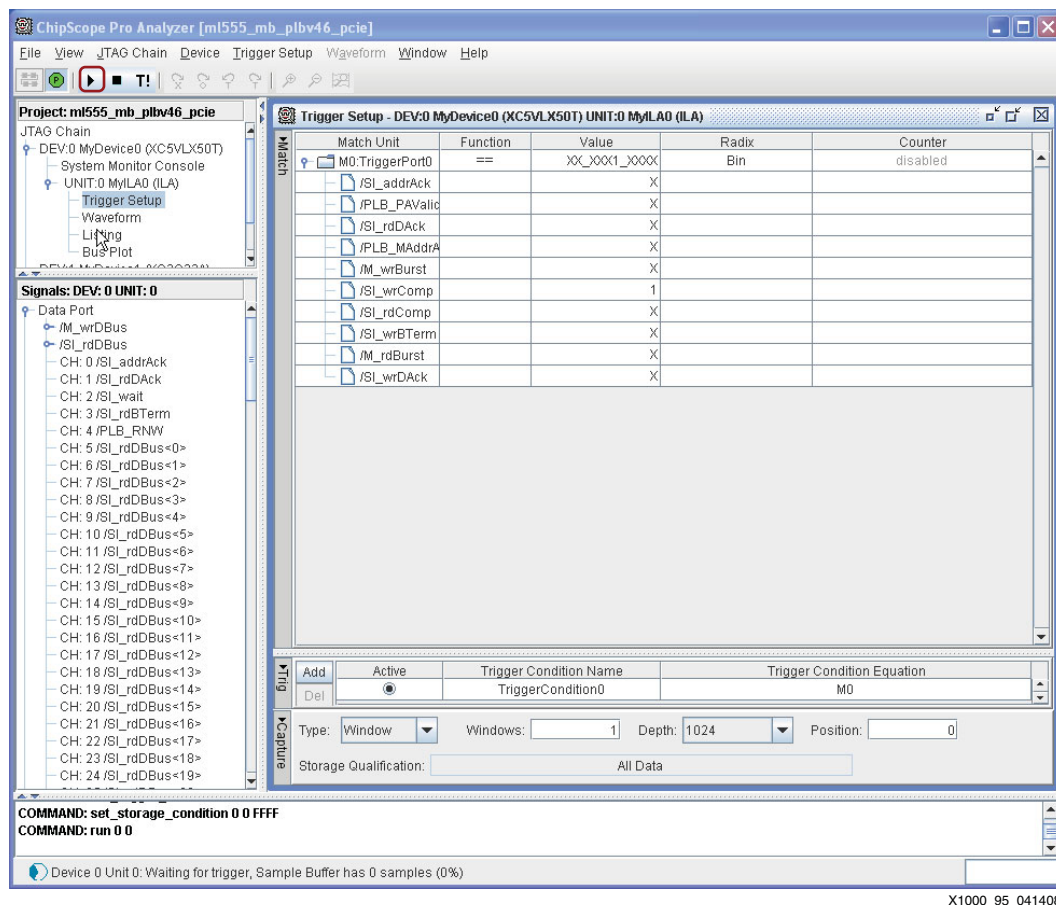 ChipScope Pro Analyzer [ml555_mb_plbv46_pcie]
File View JTAG Chain Device Trigger Setup Waveform Window Help
P T!
Project: ml555_mb_plbv46_pcie
JTAG Chain
DEV:0 MyDevice0 (XC5VLX50T)
System Monitor Console
UNIT:0 MyILA0 (ILA)
Trigger Setup
Waveform
Listing
Bus Plot
Signals: DEV: 0 UNIT: 0
Data Port
/M_wrDBus
/Sl_rdDBus
CH: 0 /Sl_addrAck
CH: 1 /Sl_rdDAck
CH: 2 /Sl_wait
CH: 3 /Sl_rdBTerm
CH: 4 /PLB_RNW
CH: 5 /Sl_rdDBus<0>
CH: 6 /Sl_rdDBus<1>
CH: 7 /Sl_rdDBus<2>
CH: 8 /Sl_rdDBus<3>
CH: 9 /Sl_rdDBus<4>
CH: 10 /Sl_rdDBus<5>
CH: 11 /Sl_rdDBus<6>
CH: 12 /Sl_rdDBus<7>
CH: 13 /Sl_rdDBus<8>
CH: 14 /Sl_rdDBus<9>
CH: 15 /Sl_rdDBus<10>
CH: 16 /Sl_rdDBus<11>
CH: 17 /Sl_rdDBus<12>
CH: 18 /Sl_rdDBus<13>
CH: 19 /Sl_rdDBus<14>
CH: 20 /Sl_rdDBus<15>
CH: 21 /Sl_rdDBus<16>
CH: 22 /Sl_rdDBus<17>
CH: 23 /Sl_rdDBus<18>
CH: 24 /Sl_rdDBus<19>
Trigger Setup - DEV:0 MyDevice0 (XC5VLX50T) UNIT:0 MyILA0 (ILA)
Match
Match Unit Function Value Radix Counter
M0:TriggerPort0 == XX_XXX1_XXXX Bin disabled
/Sl_addrAck X
/PLB_PAValid X
/Sl_rdDAck X
/PLB_MAddrA X
/M_wrBurst X
/Sl_wrComp 1
/Sl_rdComp X
/Sl_wrBTerm X
/M_rdBurst X
/Sl_wrDAck X
Trig
Add Active Trigger Condition Name Trigger Condition Equation
Del TriggerCondition0 M0
Capture
Type: Window Windows: 1 Depth: 1024 Position: 0
Storage Qualification: All Data
COMMAND: set_storage_condition 0 0 FFFF
COMMAND: run 0 0
Device 0 Unit 0: Waiting for trigger, Sample Buffer has 0 samples (0%)
X1000_95_041408